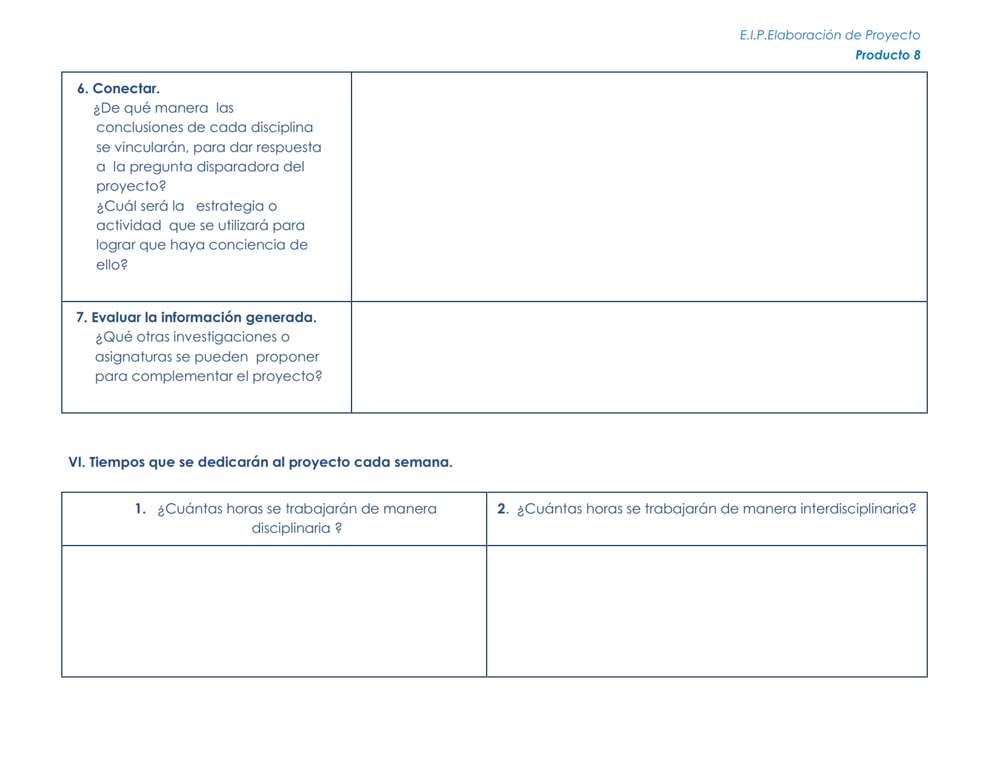 E.I.P.Elaboración de Proyecto
Producto 8
6. Conectar.
¿De qué manera  las
conclusiones de cada disciplina
se vincularán, para dar respuesta
a  la pregunta disparadora del
proyecto?
¿Cuál será la   estrategia o
actividad  que se utilizará para
lograr que haya conciencia de
ello?
7. Evaluar la información generada.
¿Qué otras investigaciones o
asignaturas se pueden  proponer
para complementar el proyecto?
VI. Tiempos que se dedicarán al proyecto cada semana.
1.   ¿Cuántas horas se trabajarán de manera
disciplinaria ?
2.  ¿Cuántas horas se trabajarán de manera interdisciplinaria?